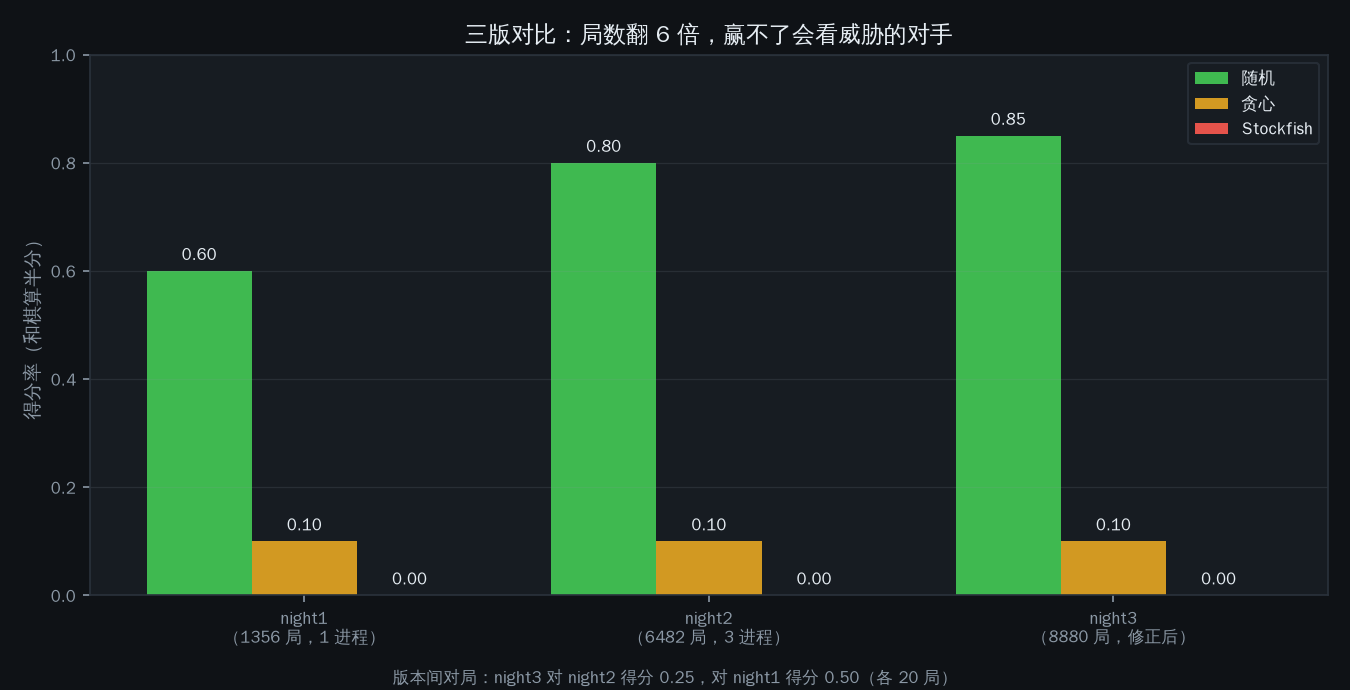 三版对比：局数翻 6 倍，赢不了会看威胁的对手
得分率（和棋算半分）
1.0
0.8
0.6
0.4
0.2
0.0
随机
贪心
Stockfish
0.60
0.10
0.00
0.80
0.10
0.00
0.85
0.10
0.00
night1
（1356 局，1 进程）
night2
（6482 局，3 进程）
night3
（8880 局，修正后）
版本间对局：night3 对 night2 得分 0.25，对 night1 得分 0.50（各 20 局）